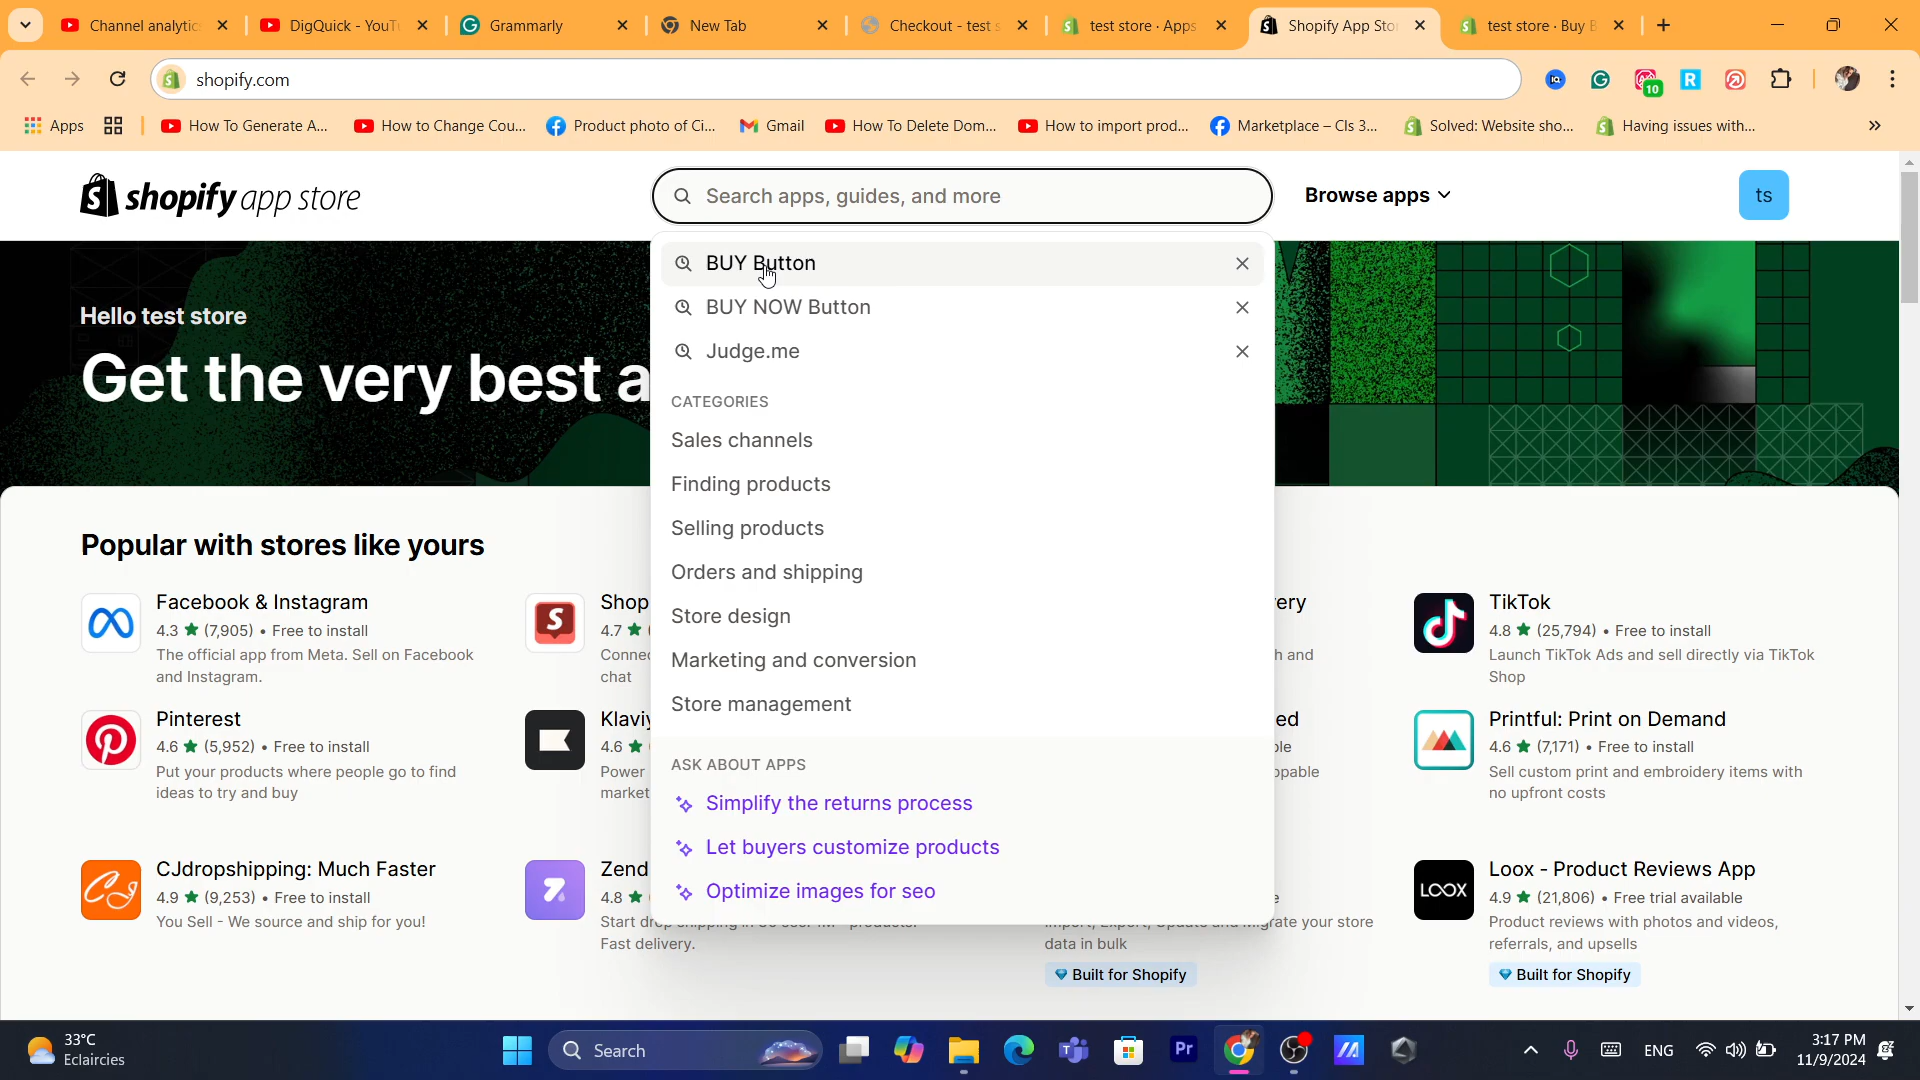 Channel analytic
DigQuick - YouT
Grammarly
New Tab
Checkout - test s
test store · Apps
Shopify App Sto
test store · Buy B
shopify.com
10
Apps
How To Generate A...
How to Change Cou...
Product photo of Ci...
Gmail
How To Delete Dom...
How to import prod...
Marketplace – Cls 3...
Solved: Website sho...
Having issues with...
shopify app store
Search apps, guides, and more
Browse apps
ts
Hello test store
Get the very best a
BUY Button
BUY NOW Button
Judge.me
CATEGORIES
Sales channels
Finding products
Selling products
Orders and shipping
Store design
Marketing and conversion
Store management
ASK ABOUT APPS
Simplify the returns process
Let buyers customize products
Optimize images for seo
Popular with stores like yours
Facebook & Instagram
4.3 ★ (7,905) • Free to install
The official app from Meta. Sell on Facebook
and Instagram.
Shop
4.7 ★
Connec
chat
ery
h and
TikTok
4.8 ★ (25,794) • Free to install
Launch TikTok Ads and sell directly via TikTok
Shop
Pinterest
4.6 ★ (5,952) • Free to install
Put your products where people go to find
ideas to try and buy
Klaviy
4.6 ★
Power
market
ed
ple
ppable
Printful: Print on Demand
4.6 ★ (7,171) • Free to install
Sell custom print and embroidery items with
no upfront costs
CJdropshipping: Much Faster
4.9 ★ (9,253) • Free to install
You Sell - We source and ship for you!
Zend
4.8 ★
Fast delivery.
data in bulk
Built for Shopify
LOOX
Loox - Product Reviews App
4.9 ★ (21,806) • Free trial available
Product reviews with photos and videos,
referrals, and upsells
Built for Shopify
33°C
Eclaircies
Search
Pr
ENG
3:17 PM
11/9/2024